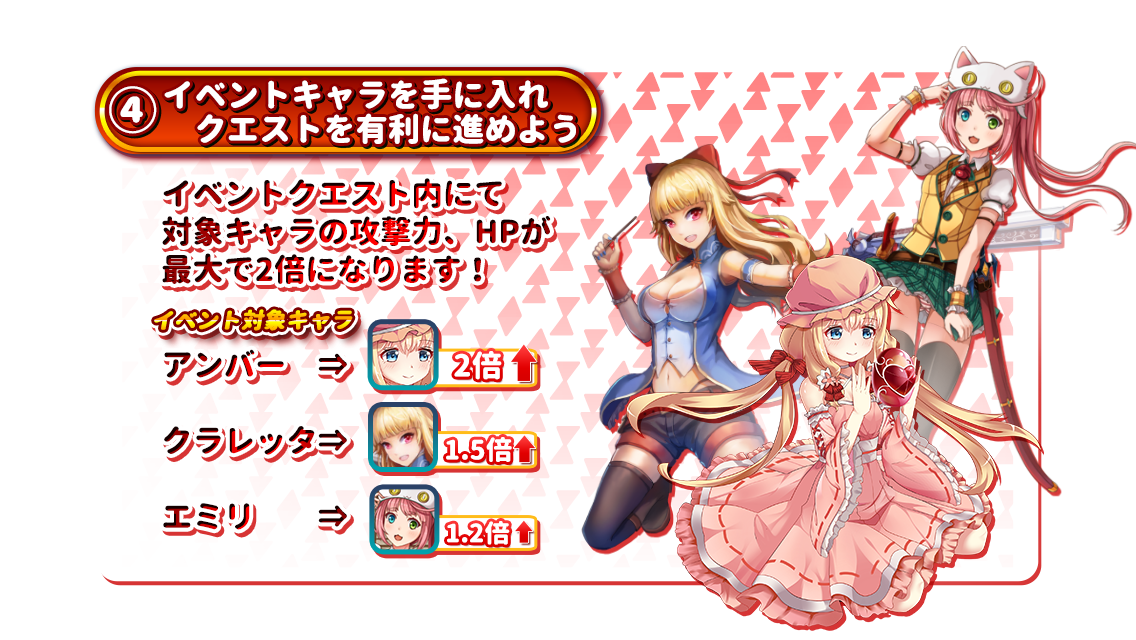 ④ イベントキャラを手に入れ
クエストを有利に進めよう
イベントクエスト内にて
対象キャラの攻撃力、HPが
最大で2倍になります！
イベント対象キャラ
アンバー ⇒ 2倍
クラレッタ⇒ 1.5倍
エミリ ⇒ 1.2倍